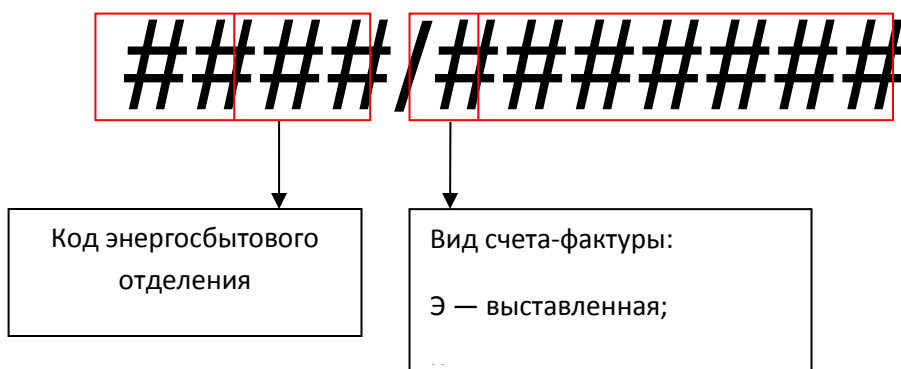 ####/#######
Код энергосбытового
отделения
Вид счета-фактуры:
Э — выставленная;